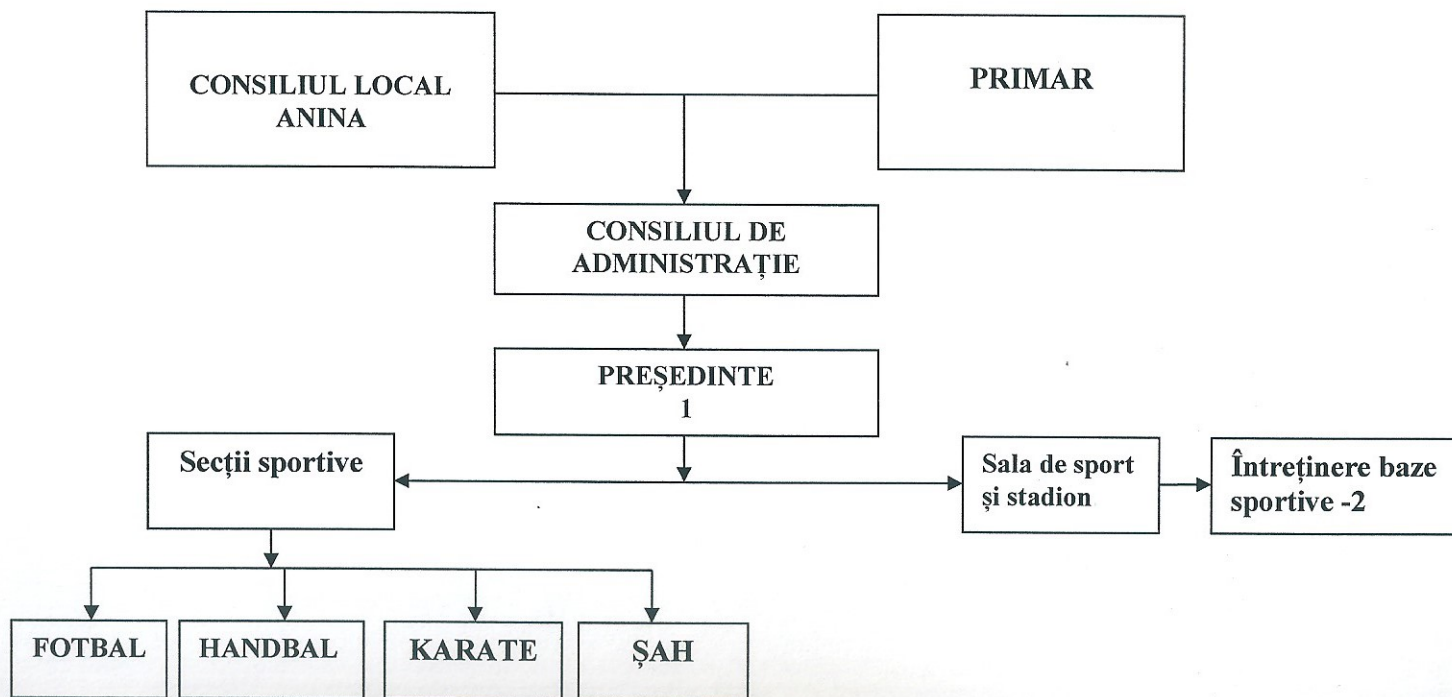 CONSILIUL LOCAL
ANINA
PRIMAR
CONSILIUL DE
ADMINISTRAȚIE
PREȘEDINTE
1
Secții sportive
Sala de sport
și stadion
Întreținere baze
sportive -2
FOTBAL
HANDBAL
KARATE
ȘAH